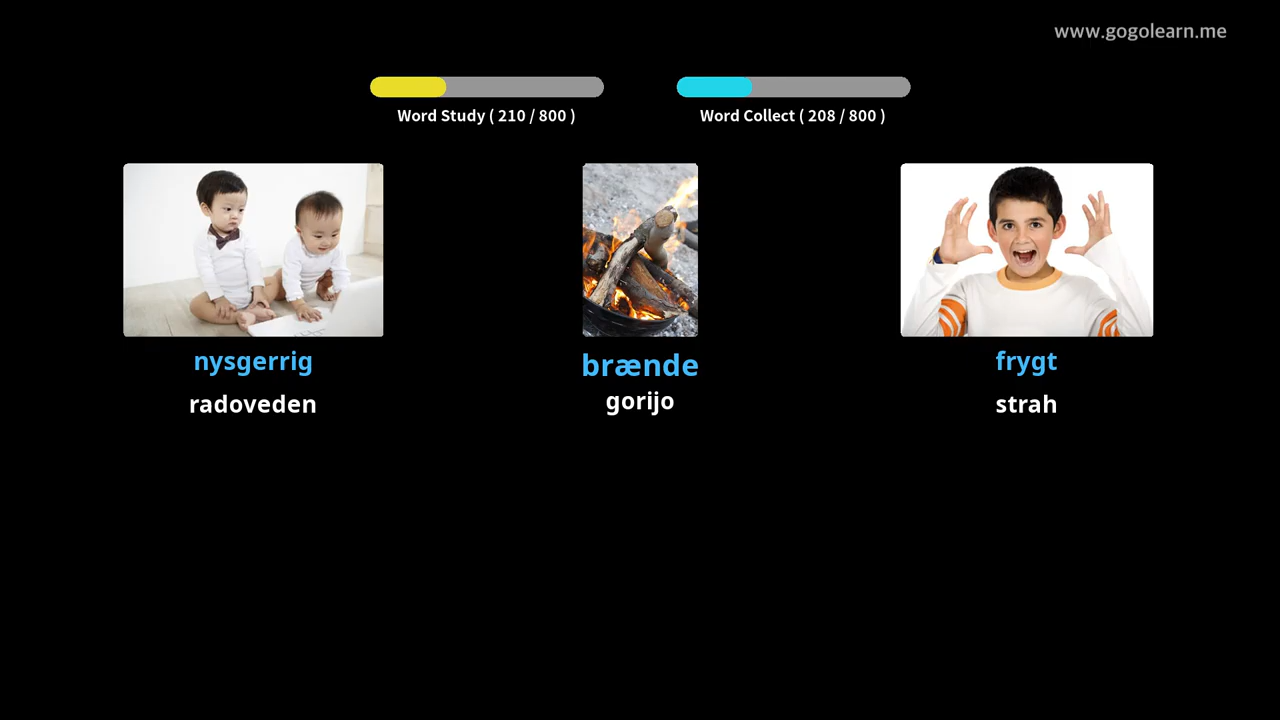 www.gogolearn.me
Word Study ( 210 / 800 )
Word Collect ( 208 / 800 )
nysgerrig
radoveden
brænde
gorijo
frygt
strah